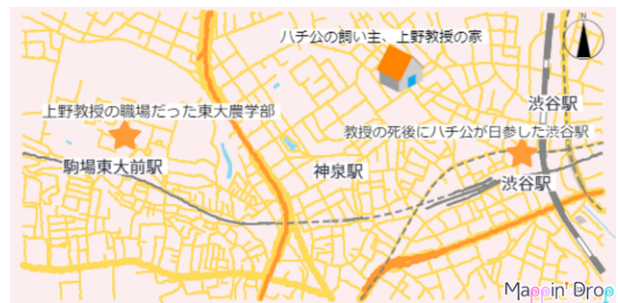 N
ハチ公の飼い主、上野教授の家
上野教授の職場だった東大農学部
渋谷駅
教授の死後にハチ公が日参した渋谷駅
駒場東大前駅
神泉駅
渋谷駅
Mappin' Drop